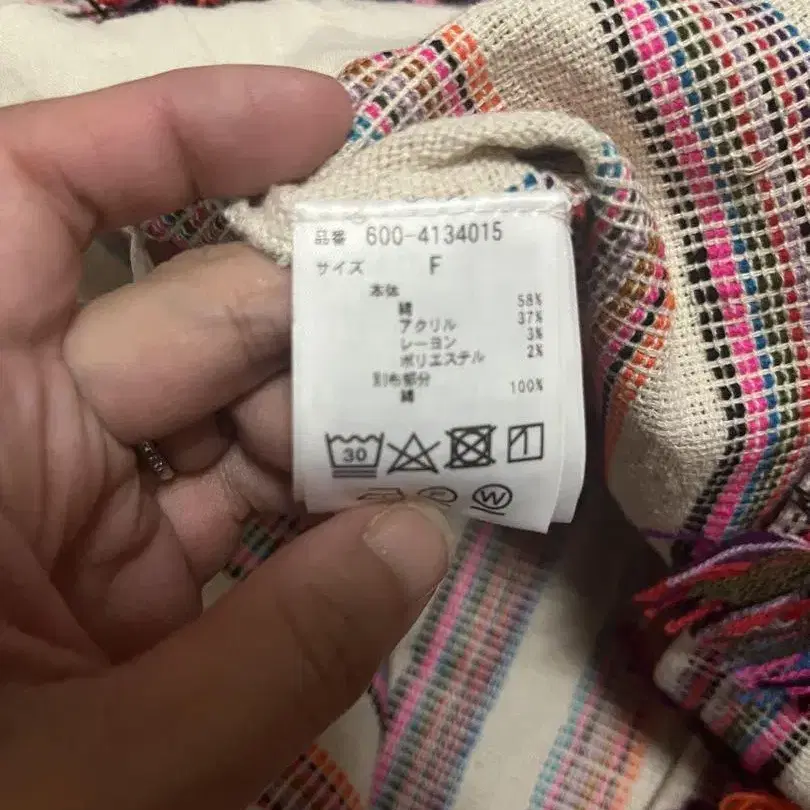 品番 600-4134015
サイズ F
本体
綿 58%
アクリル 37%
レーヨン 3%
ポリエステル 2%
別布部分
綿 100%
30
W